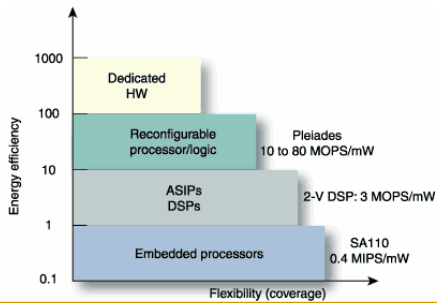 1000
100
10
1
0.1
Energy efficiency
Dedicated
HW
Reconfigurable
processor/logic
Pleiades
10 to 80 MOPS/mW
ASIPs
DSPs
2-V DSP: 3 MOPS/mW
Embedded processors
SA110
0.4 MIPS/mW
Flexibility (coverage)